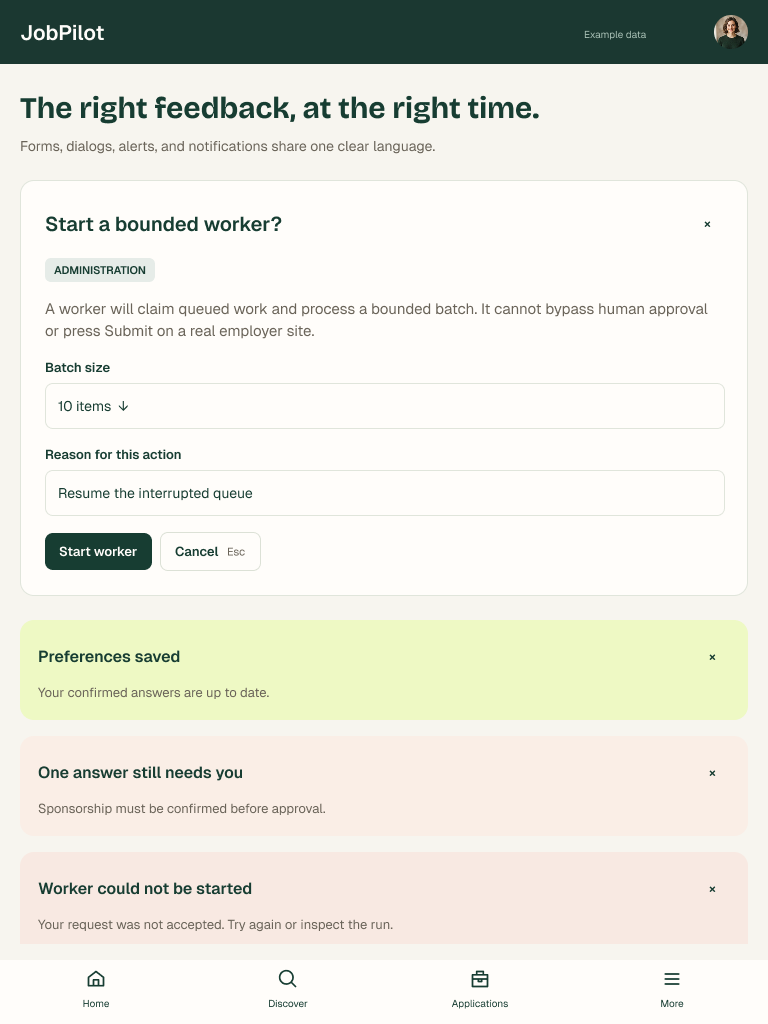 JobPilot
Example data
The right feedback, at the right time.
Forms, dialogs, alerts, and notifications share one clear language.
Start a bounded worker?
×
ADMINISTRATION
A worker will claim queued work and process a bounded batch. It cannot bypass human approval
or press Submit on a real employer site.
Batch size
10 items ↓
Reason for this action
Resume the interrupted queue
Start worker
Cancel Esc
Preferences saved
×
Your confirmed answers are up to date.
One answer still needs you
×
Sponsorship must be confirmed before approval.
Worker could not be started
×
Your request was not accepted. Try again or inspect the run.
Home
Discover
Applications
More